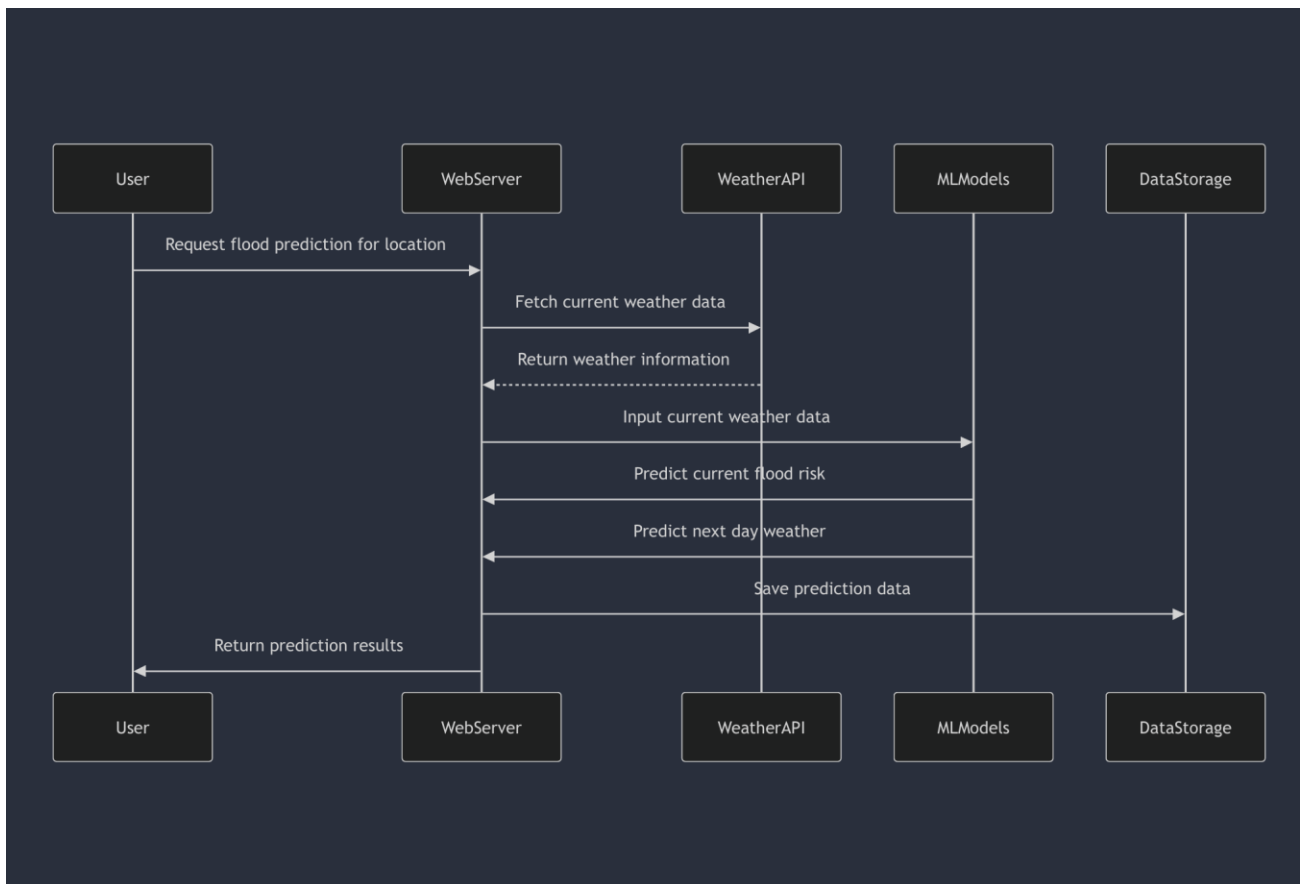 User
WebServer
WeatherAPI
MLModels
DataStorage
Request flood prediction for location
Fetch current weather data
Return weather information
Input current weather data
Predict current flood risk
Predict next day weather
Save prediction data
Return prediction results
User
WebServer
WeatherAPI
MLModels
DataStorage